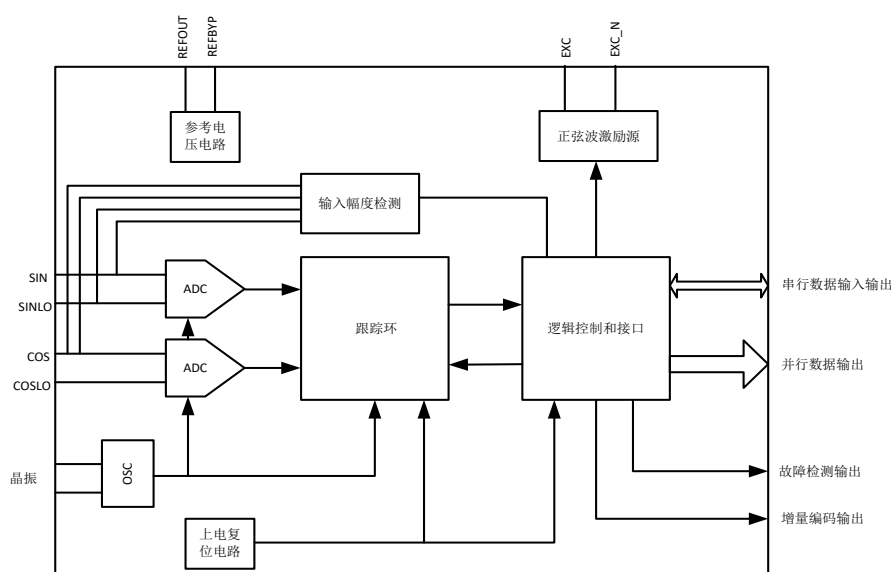 REFOUT
REFBYP
EXC
EXC_N
参考电
压电路
正弦波激励源
输入幅度检测
SIN
ADC
SINLO
跟踪环
逻辑控制和接口
串行数据输入输出
COS
ADC
COSLO
并行数据输出
晶振
OSC
故障检测输出
上电复
位电路
增量编码输出